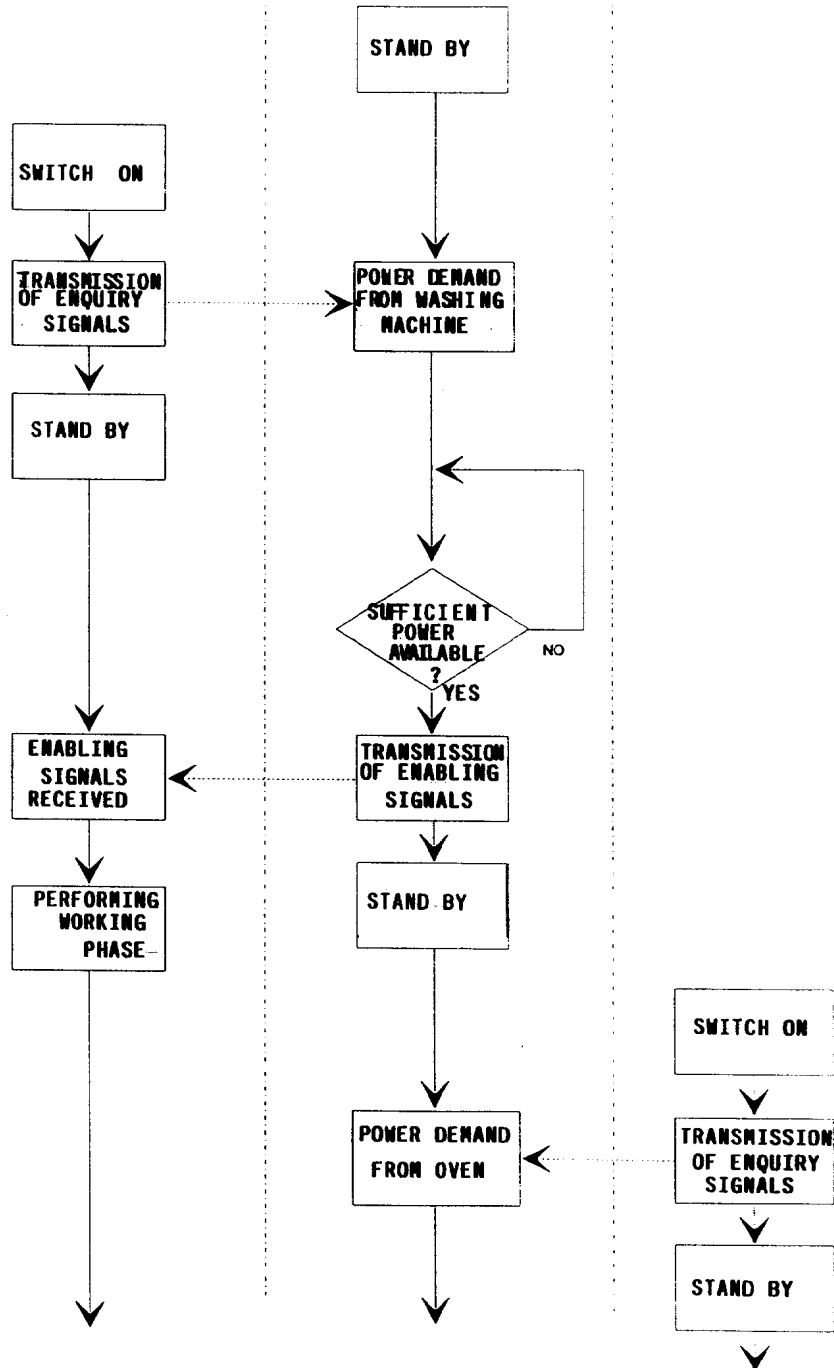 STAND BY
SWITCH ON
TRANSMISSION
OF ENQUIRY
SIGNALS
POWER DEMAND
FROM WASHING
MACHINE
STAND BY
SUFFICIENT
POWER
AVAILABLE
?
NO
YES
ENABLING
SIGNALS
RECEIVED
TRANSMISSION
OF ENABLING
SIGNALS
PERFORMING
WORKING
PHASE
STAND BY
SWITCH ON
POWER DEMAND
FROM OVEN
TRANSMISSION
OF ENQUIRY
SIGNALS
STAND BY